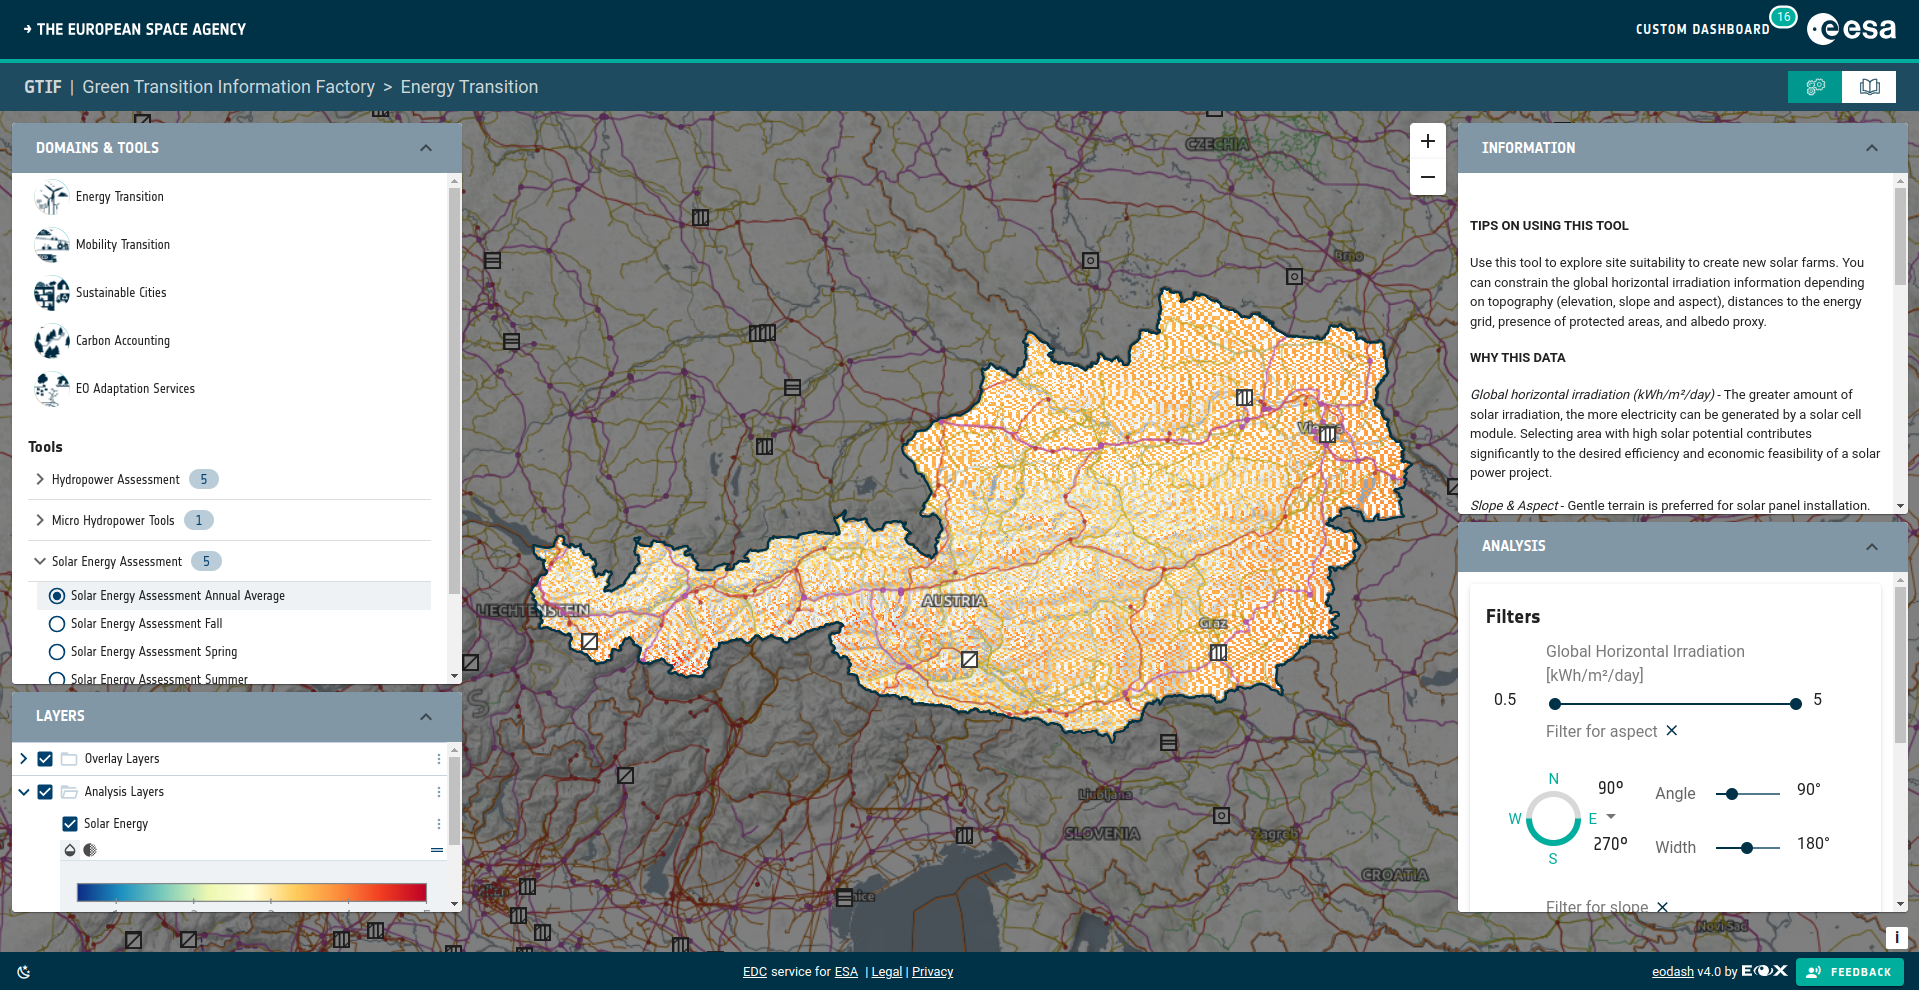 → THE EUROPEAN SPACE AGENCY
CUSTOM DASHBOARD
16
esa
GTIF | Green Transition Information Factory > Energy Transition
DOMAINS & TOOLS
Energy Transition
Mobility Transition
Sustainable Cities
Carbon Accounting
EO Adaptation Services
Tools
Hydropower Assessment 5
Micro Hydropower Tools 1
Solar Energy Assessment 5
Solar Energy Assessment Annual Average
Solar Energy Assessment Fall
Solar Energy Assessment Spring
Solar Energy Assessment Summer
LAYERS
Overlay Layers
Analysis Layers
Solar Energy
CZECHIA
Brno
LIECHTENSTEIN
AUSTRIA
Graz
Ljubljana
SLOVENIA
Zagreb
CROATIA
Novi Sad
+
−
INFORMATION
TIPS ON USING THIS TOOL
Use this tool to explore site suitability to create new solar farms. You
can constrain the global horizontal irradiation information depending
on topography (elevation, slope and aspect), distances to the energy
grid, presence of protected areas, and albedo proxy.
WHY THIS DATA
Global horizontal irradiation (kWh/m²/day) - The greater amount of
solar irradiation, the more electricity can be generated by a solar cell
module. Selecting area with high solar potential contributes
significantly to the desired efficiency and economic feasibility of a solar
power project.
Slope & Aspect - Gentle terrain is preferred for solar panel installation.
ANALYSIS
Filters
Global Horizontal Irradiation
[kWh/m²/day]
0.5
5
Filter for aspect ✕
N
W
E
S
90º
270º
Angle
90°
Width
180°
Filter for slope ✕
i
EDC service for ESA | Legal | Privacy
eodash v4.0 by EOX
FEEDBACK